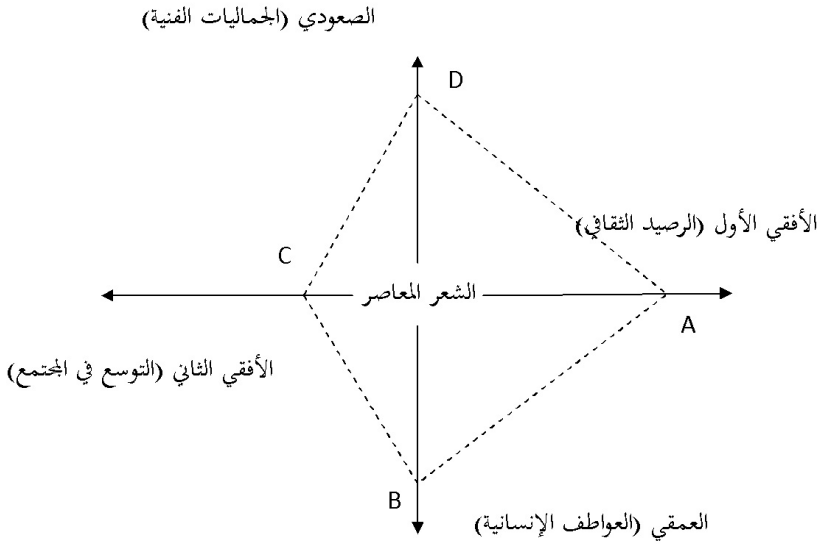 الصعودي (الجماليات الفنية)
D
الأفقي الأول (الرصيد الثقافي)
C
الشعر المعاصر
A
الأفقي الثاني (التوسع في المجتمع)
B
العمقي (العواطف الإنسانية)